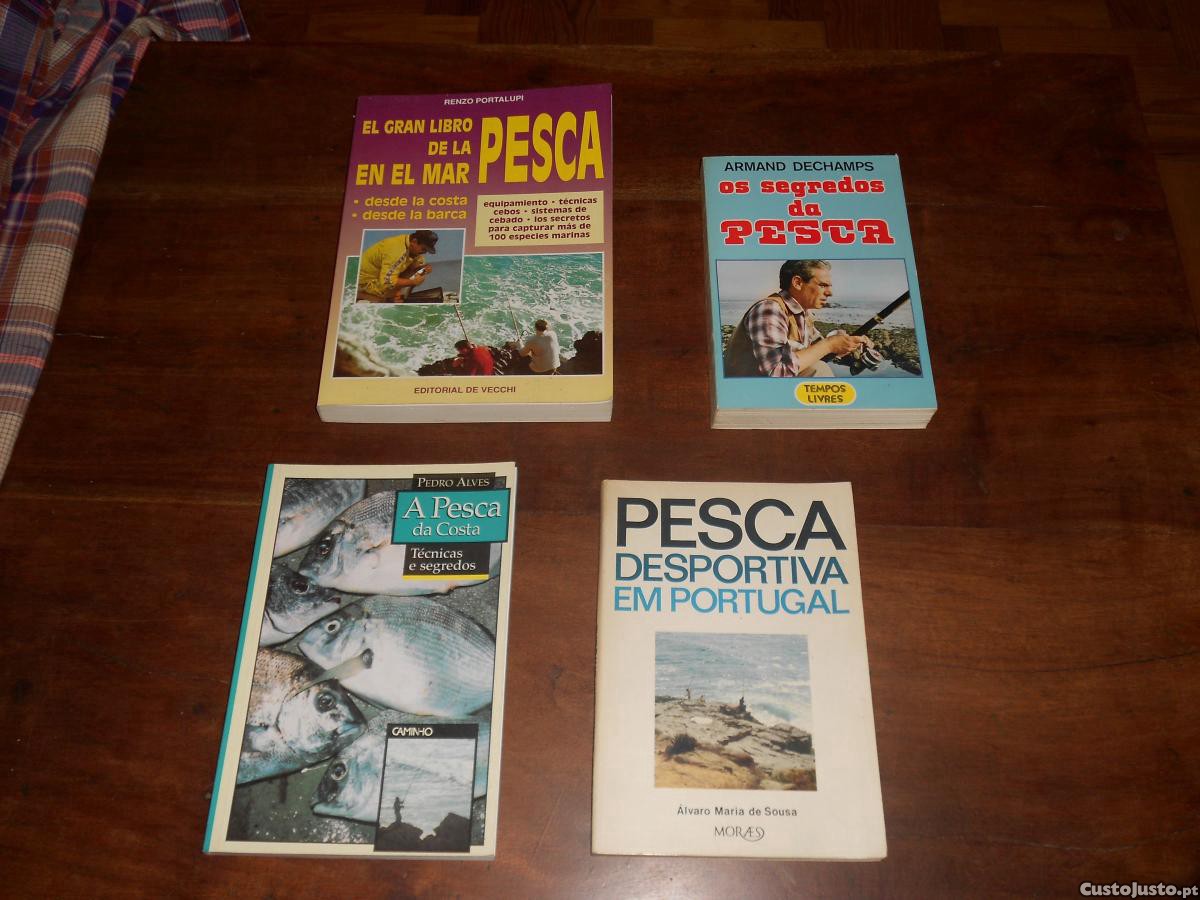 RENZO PORTALUPI
EL GRAN LIBRO
DE LA
EN EL MAR
PESCA
• desde la costa
• desde la barca
equipamiento • técnicas
cebos • sistemas de
cebado • los secretos
para capturar más de
100 especies marinas
EDITORIAL DE VECCHI
ARMAND DECHAMPS
os segredos
da
PESCA
TEMPOS
LIVRES
PEDRO ALVES
A Pesca
da Costa
Técnicas
e segredos
CAMINHO
PESCA
DESPORTIVA
EM PORTUGAL
Álvaro Maria de Sousa
MORÆS
CustoJusto.pt